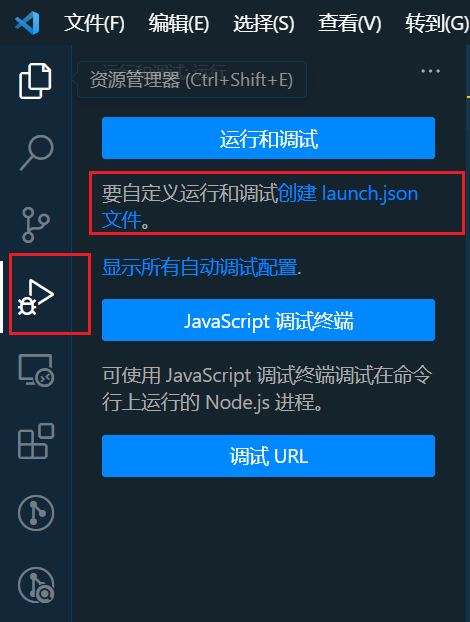 文件(F) 编辑(E) 选择(S) 查看(V) 转到(G)
资源管理器 (Ctrl+Shift+E)
运行和调试
要自定义运行和调试创建 launch.json
文件。
显示所有自动调试配置.
JavaScript 调试终端
可使用 JavaScript 调试终端调试在命令
行上运行的 Node.js 进程。
调试 URL